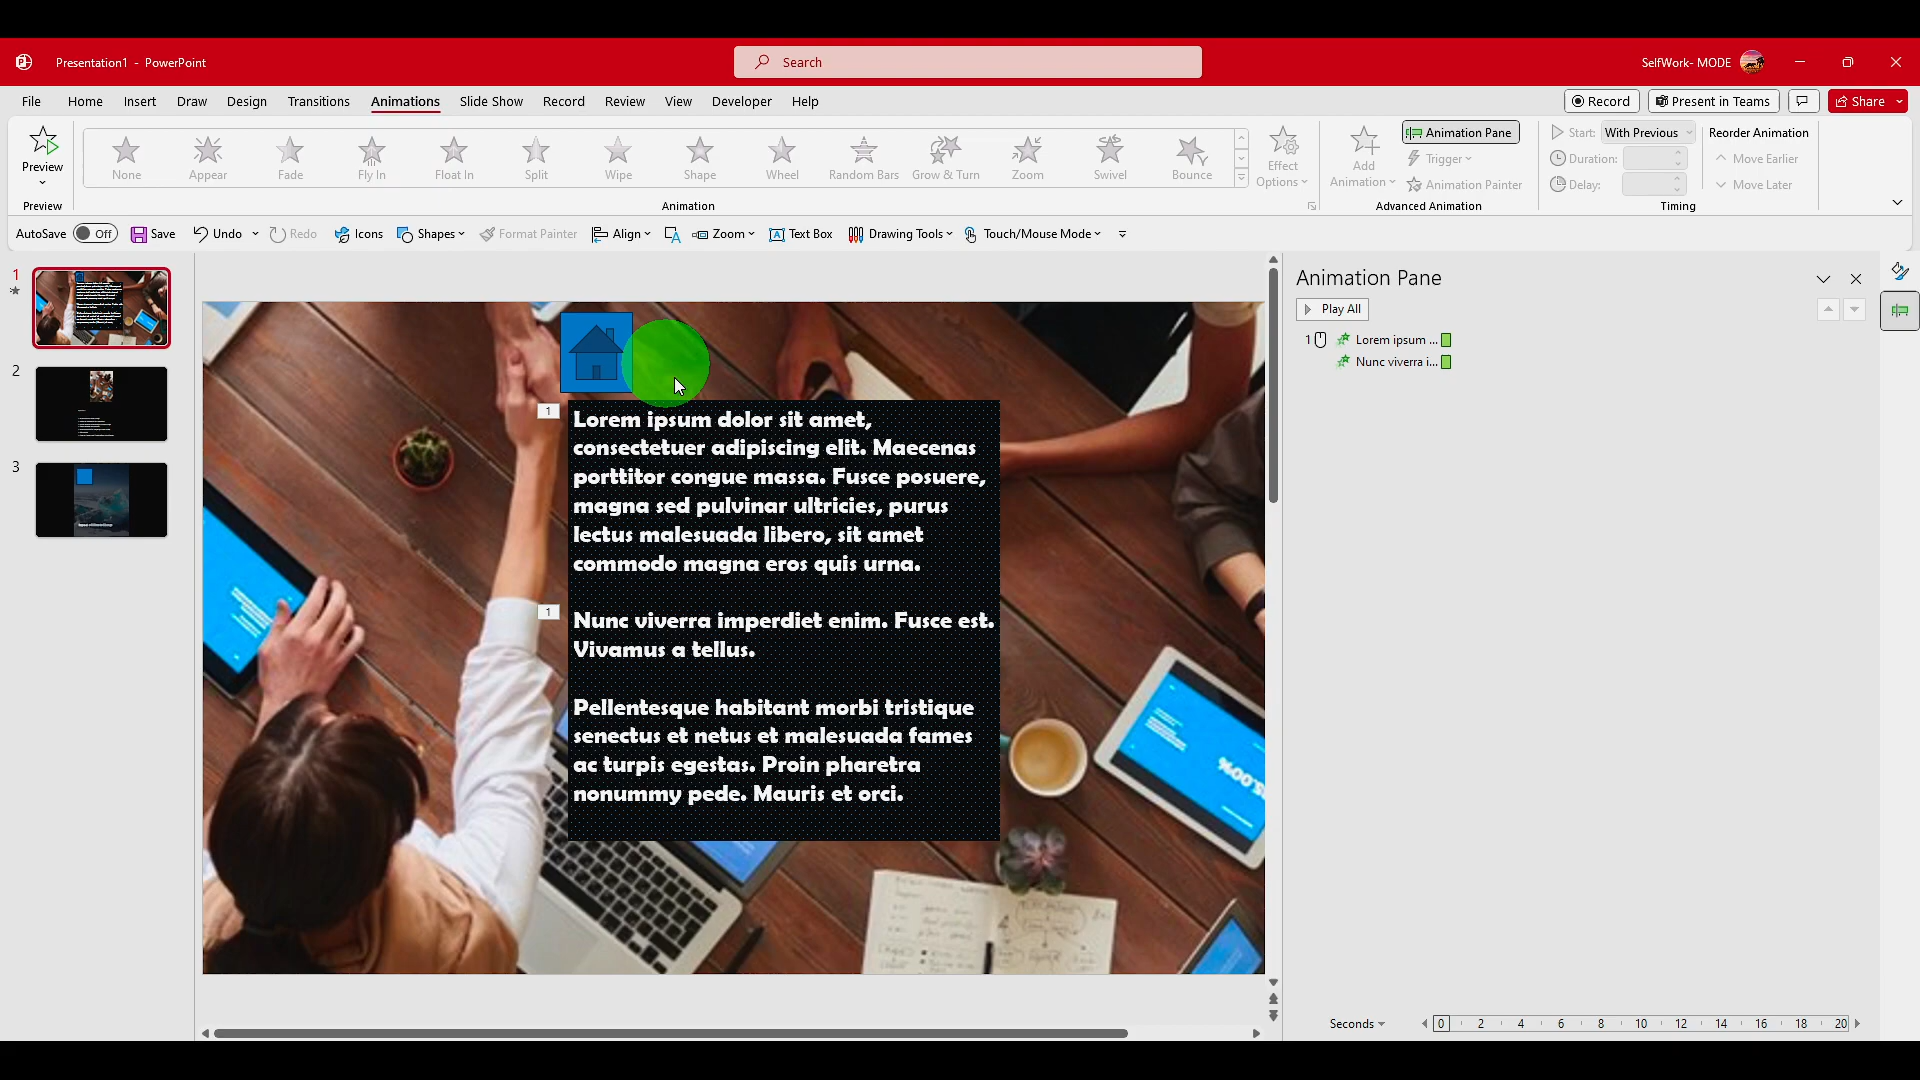 Presentation1 - PowerPoint
Search
SelfWork- MODE
File Home Insert Draw Design Transitions Animations Slide Show Record Review View Developer Help
Record Present in Teams Share
Preview
None Appear Fade Fly In Float In Split Wipe Shape Wheel Random Bars Grow & Turn Zoom Swivel Bounce
Effect Options
Add Animation
Animation Pane
Trigger
Animation Painter
Start: With Previous
Duration:
Delay:
Reorder Animation
Move Earlier
Move Later
Preview Animation Advanced Animation Timing
AutoSave Off Save Undo Redo Icons Shapes Format Painter Align Zoom Text Box Drawing Tools Touch/Mouse Mode
1
2
3
1
Lorem ipsum dolor sit amet,
consectetuer adipiscing elit. Maecenas
porttitor congue massa. Fusce posuere,
magna sed pulvinar ultricies, purus
lectus malesuada libero, sit amet
commodo magna eros quis urna.
1
Nunc viverra imperdiet enim. Fusce est.
Vivamus a tellus.
Pellentesque habitant morbi tristique
senectus et netus et malesuada fames
ac turpis egestas. Proin pharetra
nonummy pede. Mauris et orci.
Animation Pane
Play All
1 Lorem ipsum ...
Nunc viverra i...
Seconds 0 2 4 6 8 10 12 14 16 18 20